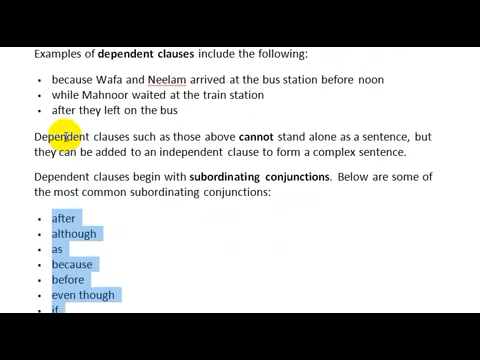 Examples of dependent clauses include the following:
• because Wafa and Neelam arrived at the bus station before noon
• while Mahnoor waited at the train station
• after they left on the bus
Dependent clauses such as those above cannot stand alone as a sentence, but
they can be added to an independent clause to form a complex sentence.
Dependent clauses begin with subordinating conjunctions. Below are some of
the most common subordinating conjunctions:
• after
• although
• as
• because
• before
• even though
• if